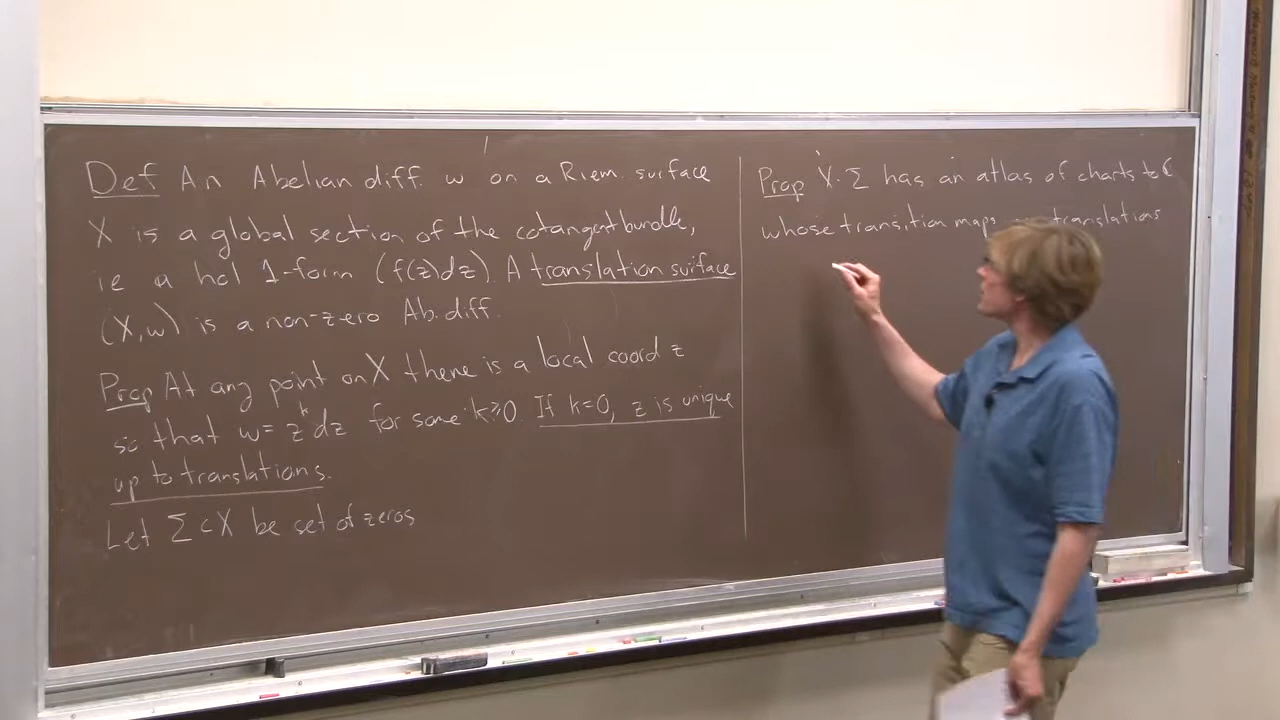 Def An Abelian diff. ω on a Riem. surface
X is a global section of the cotangent bundle,
ie a hol 1-form (f(z)dz). A translation surface
(X,ω) is a non-zero Ab. diff.
Prop At any point on X there is a local coord z
so that ω = z^k dz for some k≥0 If k=0, z is unique
up to translations.
Let Σ⊂X be set of zeros
Prop X∖Σ has an atlas of charts to ℂ
whose transition maps translations